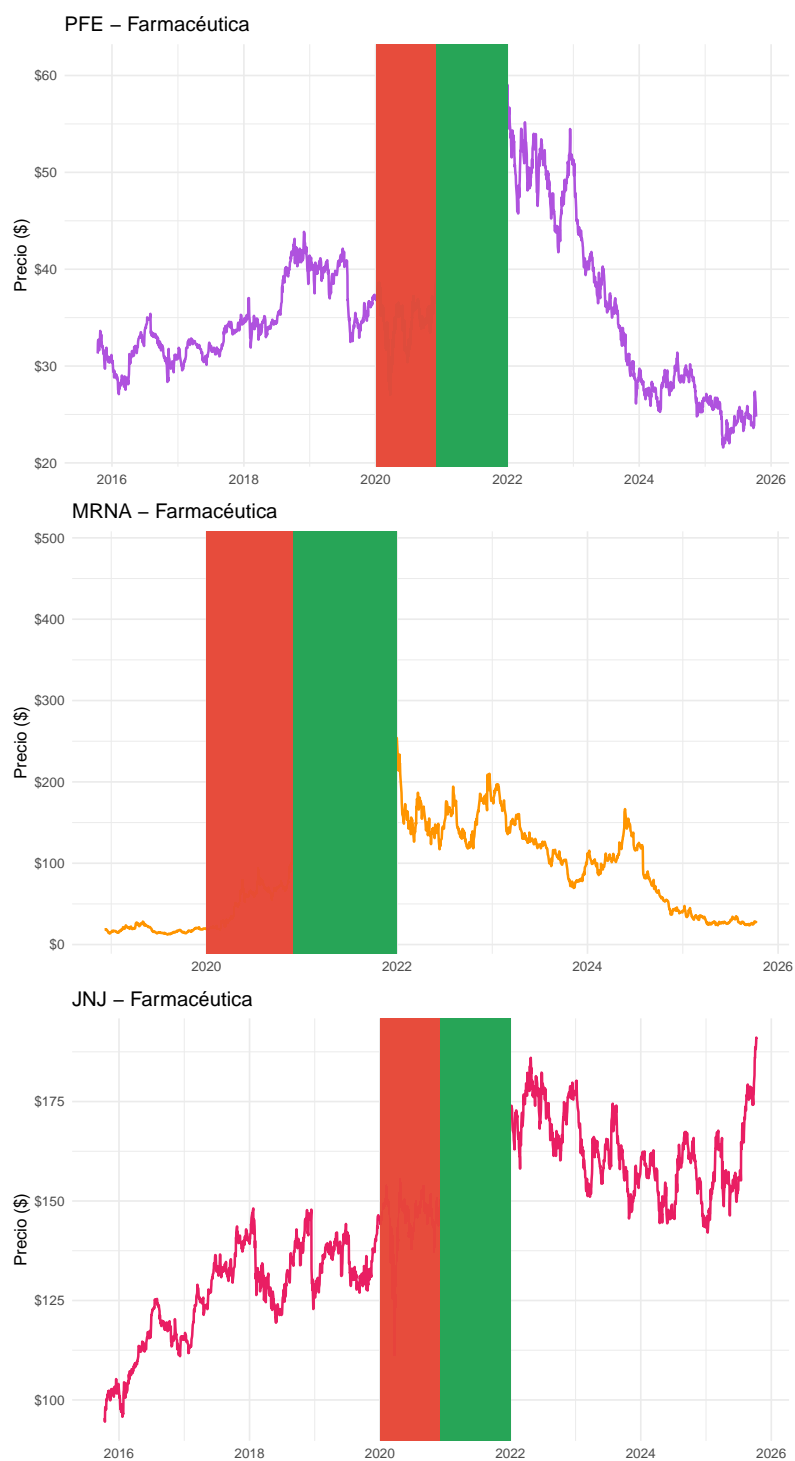 PFE – Farmacéutica
Precio ($)
$60
$50
$40
$30
$20
2016 2018 2020 2022 2024 2026
MRNA – Farmacéutica
Precio ($)
$500
$400
$300
$200
$100
$0
2020 2022 2024 2026
JNJ – Farmacéutica
Precio ($)
$175
$150
$125
$100
2016 2018 2020 2022 2024 2026